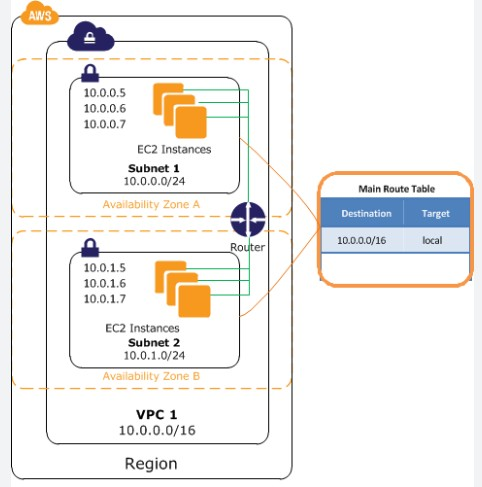 AWS
10.0.0.5
10.0.0.6
10.0.0.7
EC2 Instances
Subnet 1
10.0.0.0/24
Availability Zone A
Router
Main Route Table
Destination Target
10.0.0.0/16 local
10.0.1.5
10.0.1.6
10.0.1.7
EC2 Instances
Subnet 2
10.0.1.0/24
Availability Zone B
VPC 1
10.0.0.0/16
Region